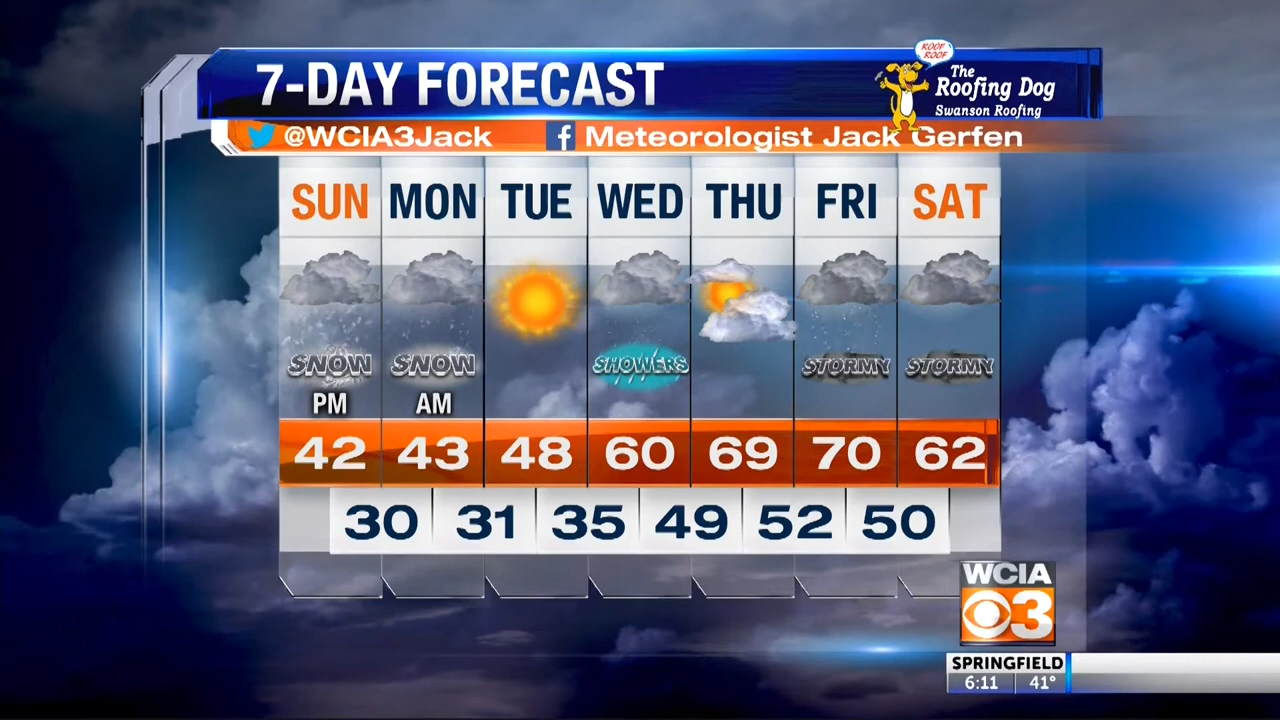 ROOF
ROOF
7-DAY FORECAST
The
Roofing Dog
Swanson Roofing
@WCIA3Jack
f Meteorologist Jack Gerfen
SUN MON TUE WED THU FRI SAT
SNOW SNOW SHOWERS STORMY STORMY
PM AM
42 43 48 60 69 70 62
30 31 35 49 52 50
WCIA
3
SPRINGFIELD
6:11 41°